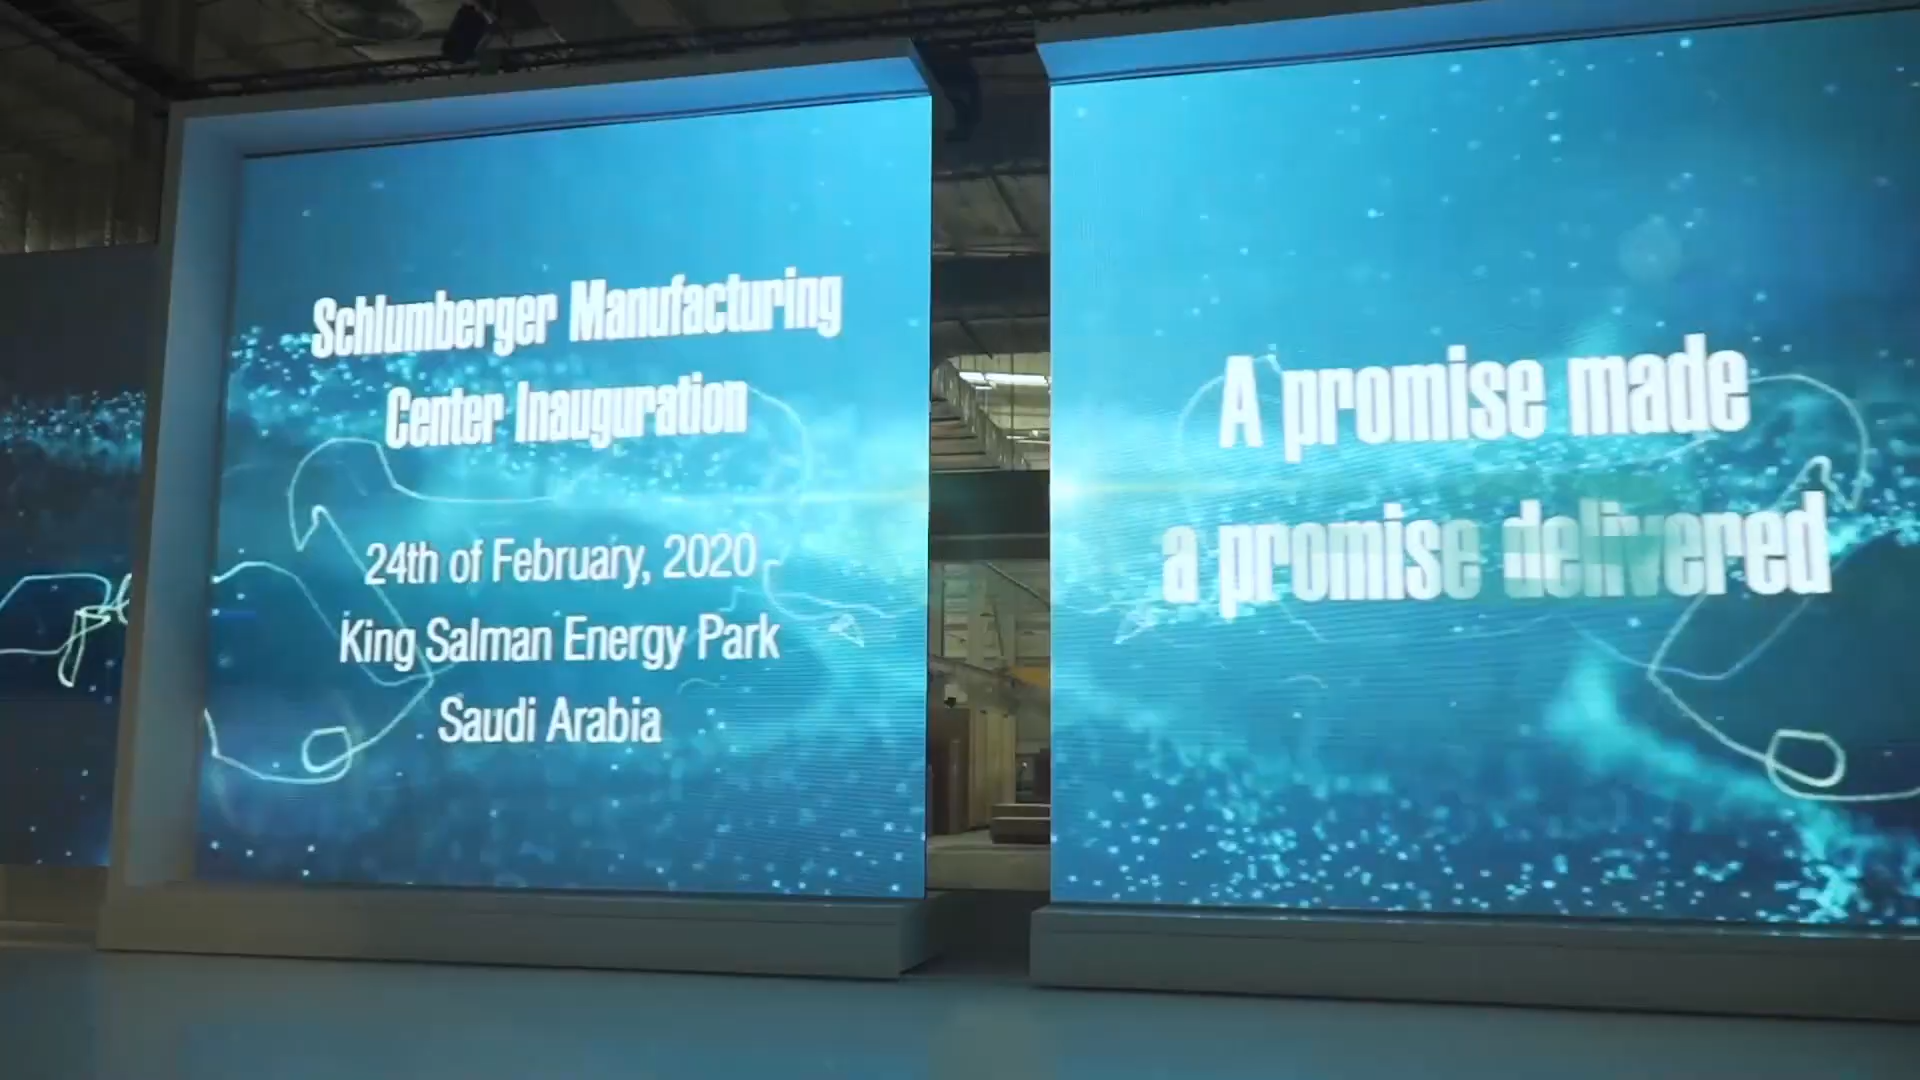 Schlumberger Manufacturing
Center Inauguration
24th of February, 2020
King Salman Energy Park
Saudi Arabia
A promise made
a promise delivered